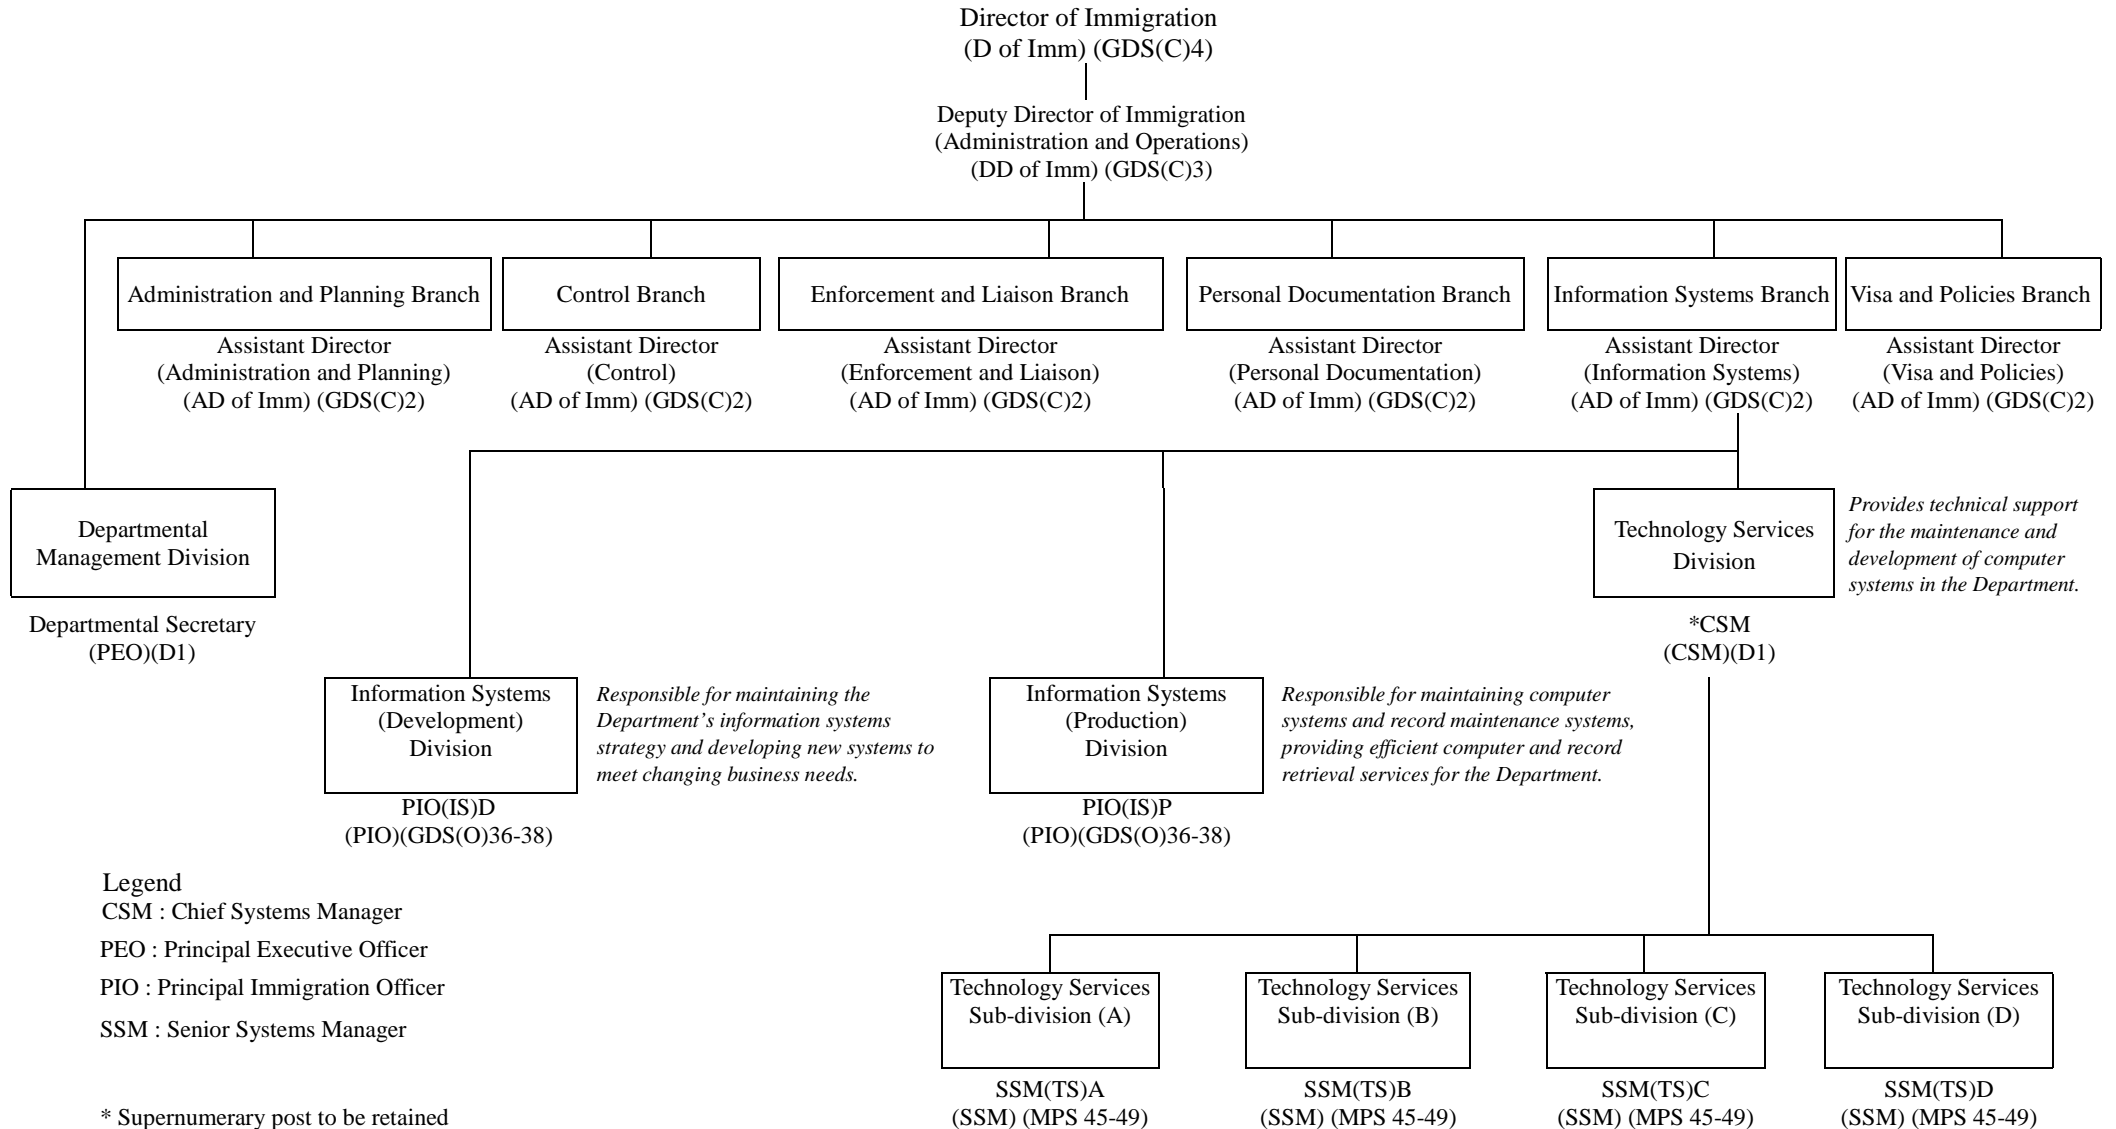 Director of Immigration
(D of Imm) (GDS(C)4)
Deputy Director of Immigration
(Administration and Operations)
(DD of Imm) (GDS(C)3)
Administration and Planning Branch
Assistant Director
(Administration and Planning)
(AD of Imm) (GDS(C)2)
Control Branch
Assistant Director
(Control)
(AD of Imm) (GDS(C)2)
Enforcement and Liaison Branch
Assistant Director
(Enforcement and Liaison)
(AD of Imm) (GDS(C)2)
Personal Documentation Branch
Assistant Director
(Personal Documentation)
(AD of Imm) (GDS(C)2)
Information Systems Branch
Assistant Director
(Information Systems)
(AD of Imm) (GDS(C)2)
Visa and Policies Branch
Assistant Director
(Visa and Policies)
(AD of Imm) (GDS(C)2)
Departmental
Management Division
Departmental Secretary
(PEO)(D1)
Technology Services
Division
*CSM
(CSM)(D1)
Provides technical support
for the maintenance and
development of computer
systems in the Department.
Information Systems
(Development)
Division
PIO(IS)D
(PIO)(GDS(O)36-38)
Responsible for maintaining the
Department’s information systems
strategy and developing new systems to
meet changing business needs.
Information Systems
(Production)
Division
PIO(IS)P
(PIO)(GDS(O)36-38)
Responsible for maintaining computer
systems and record maintenance systems,
providing efficient computer and record
retrieval services for the Department.
Legend
CSM : Chief Systems Manager
PEO : Principal Executive Officer
PIO : Principal Immigration Officer
SSM : Senior Systems Manager
* Supernumerary post to be retained
Technology Services
Sub-division (A)
SSM(TS)A
(SSM) (MPS 45-49)
Technology Services
Sub-division (B)
SSM(TS)B
(SSM) (MPS 45-49)
Technology Services
Sub-division (C)
SSM(TS)C
(SSM) (MPS 45-49)
Technology Services
Sub-division (D)
SSM(TS)D
(SSM) (MPS 45-49)